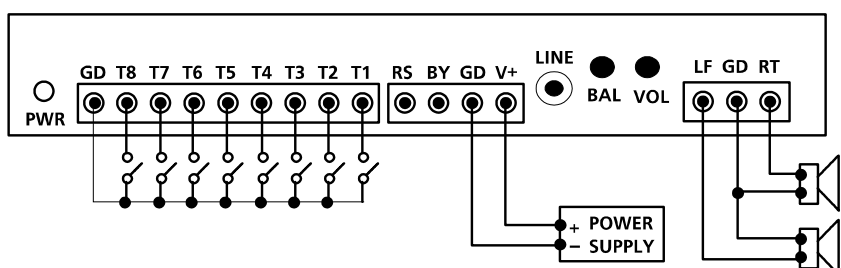 LINE
GD T8 T7 T6 T5 T4 T3 T2 T1 RS BY GD V+ LF GD RT
PWR BAL VOL
+ POWER
− SUPPLY